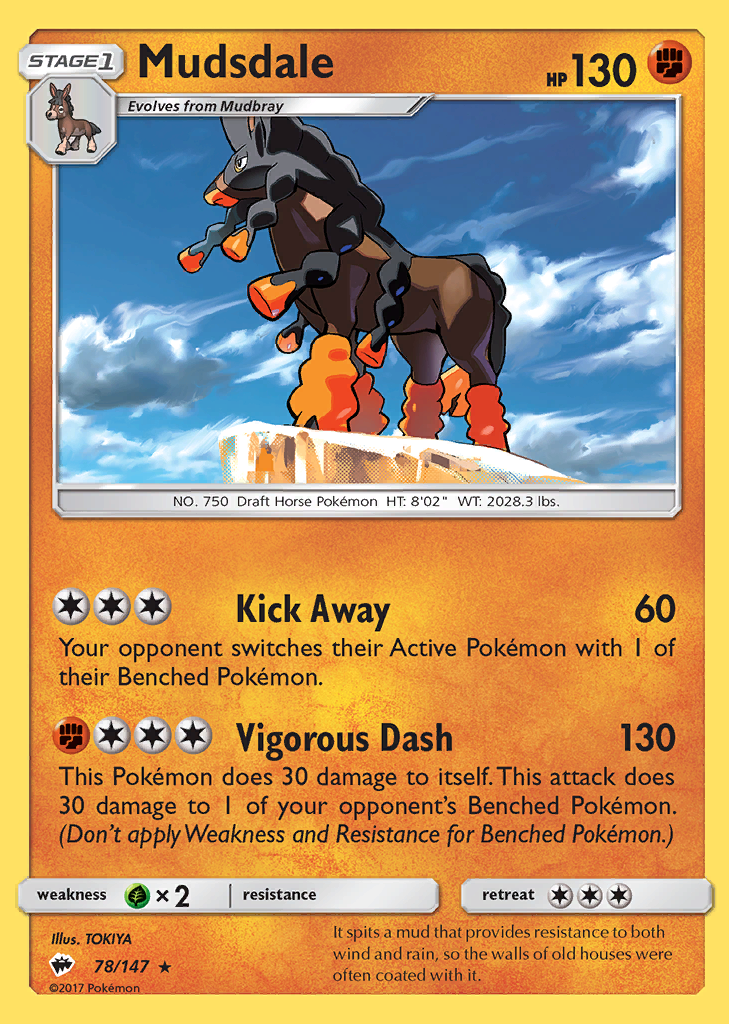 STAGE1
Mudsdale
HP 130
Evolves from Mudbray
NO. 750 Draft Horse Pokémon HT: 8'02" WT: 2028.3 lbs.
Kick Away 60
Your opponent switches their Active Pokémon with 1 of
their Benched Pokémon.
Vigorous Dash 130
This Pokémon does 30 damage to itself. This attack does
30 damage to 1 of your opponent's Benched Pokémon.
(Don't apply Weakness and Resistance for Benched Pokémon.)
weakness × 2 resistance retreat
Illus. TOKIYA
78/147 ★
©2017 Pokémon
It spits a mud that provides resistance to both
wind and rain, so the walls of old houses were
often coated with it.